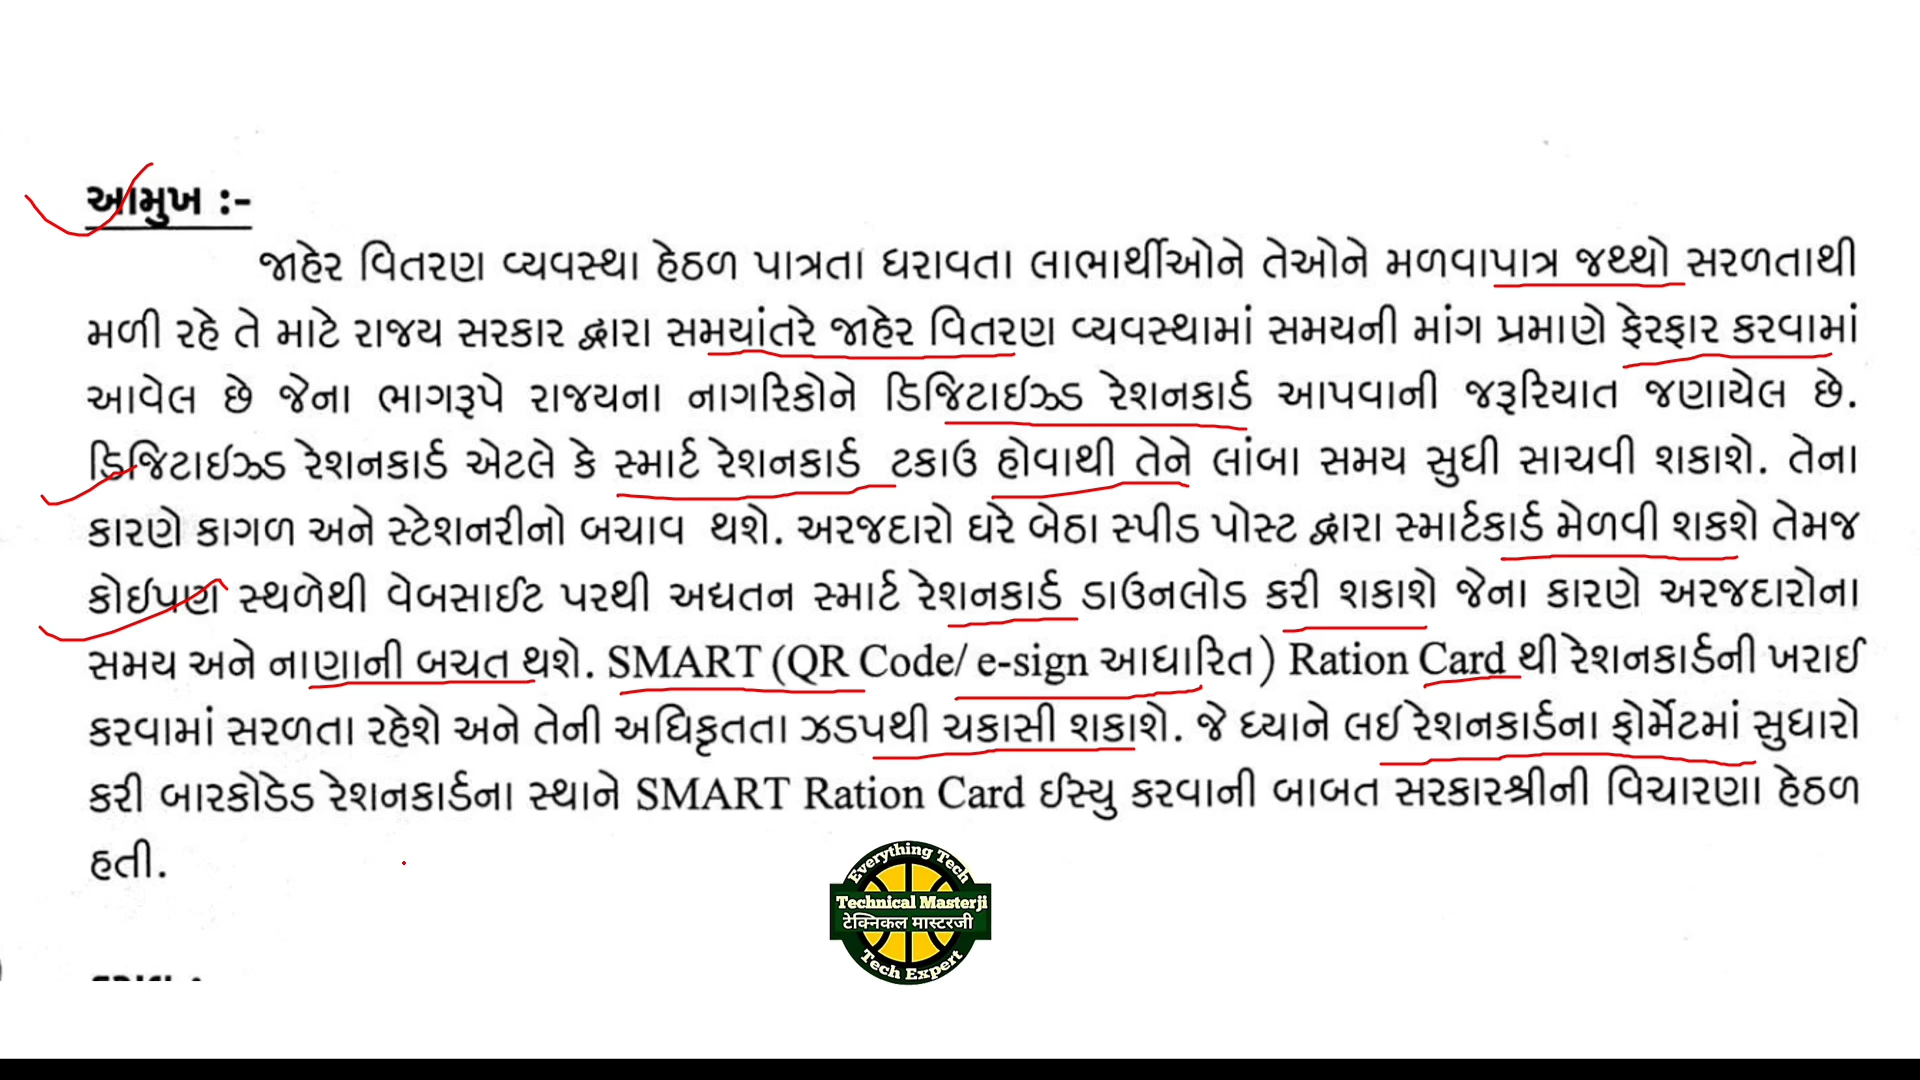 આમુખ :-
જાહેર વિતરણ વ્યવસ્થા હેઠળ પાત્રતા ધરાવતા લાભાર્થીઓને તેઓને મળવાપાત્ર જથ્થો સરળતાથી
મળી રહે તે માટે રાજય સરકાર દ્વારા સમયાંતરે જાહેર વિતરણ વ્યવસ્થામાં સમયની માંગ પ્રમાણે ફેરફાર કરવામાં
આવેલ છે જેના ભાગરૂપે રાજયના નાગરિકોને ડિજિટાઇઝ્ડ રેશનકાર્ડ આપવાની જરૂરિયાત જણાયેલ છે.
ડિજિટાઇઝ્ડ રેશનકાર્ડ એટલે કે સ્માર્ટ રેશનકાર્ડ ટકાઉ હોવાથી તેને લાંબા સમય સુધી સાચવી શકાશે. તેના
કારણે કાગળ અને સ્ટેશનરીનો બચાવ થશે. અરજદારો ઘરે બેઠા સ્પીડ પોસ્ટ દ્વારા સ્માર્ટકાર્ડ મેળવી શકશે તેમજ
કોઈપણ સ્થળેથી વેબસાઈટ પરથી અદ્યતન સ્માર્ટ રેશનકાર્ડ ડાઉનલોડ કરી શકાશે જેના કારણે અરજદારોના
સમય અને નાણાની બચત થશે. SMART (QR Code/ e-sign આધારિત) Ration Card થી રેશનકાર્ડની ખરાઈ
કરવામાં સરળતા રહેશે અને તેની અધિકૃતતા ઝડપથી ચકાસી શકાશે. જે ધ્યાને લઈ રેશનકાર્ડના ફોર્મેટમાં સુધારો
કરી બારકોડેડ રેશનકાર્ડના સ્થાને SMART Ration Card ઈસ્યુ કરવાની બાબત સરકારશ્રીની વિચારણા હેઠળ
હતી.
Everything Tech
Technical Masterji
टेक्निकल मास्टरजी
Tech Expert